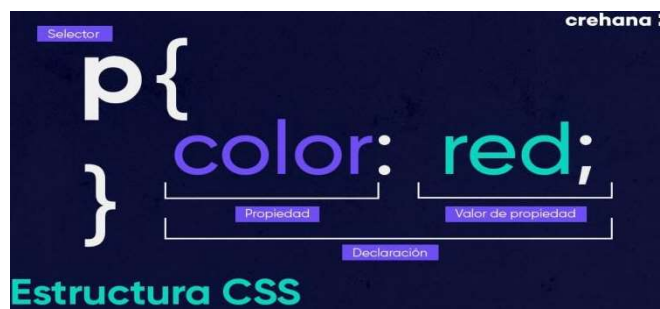 crehana
Selector
p{
color: red;
}
Propiedad Valor de propiedad
Declaración
Estructura CSS